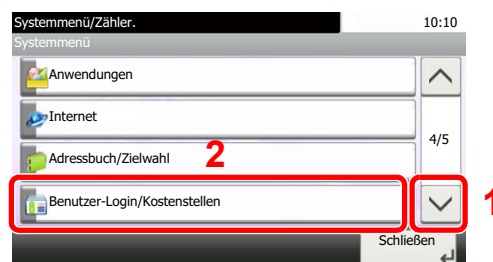 Systemmenü/Zähler. 10:10
Systemmenü
Anwendungen
Internet
4/5
Adressbuch/Zielwahl 2
Benutzer-Login/Kostenstellen 1
Schließen